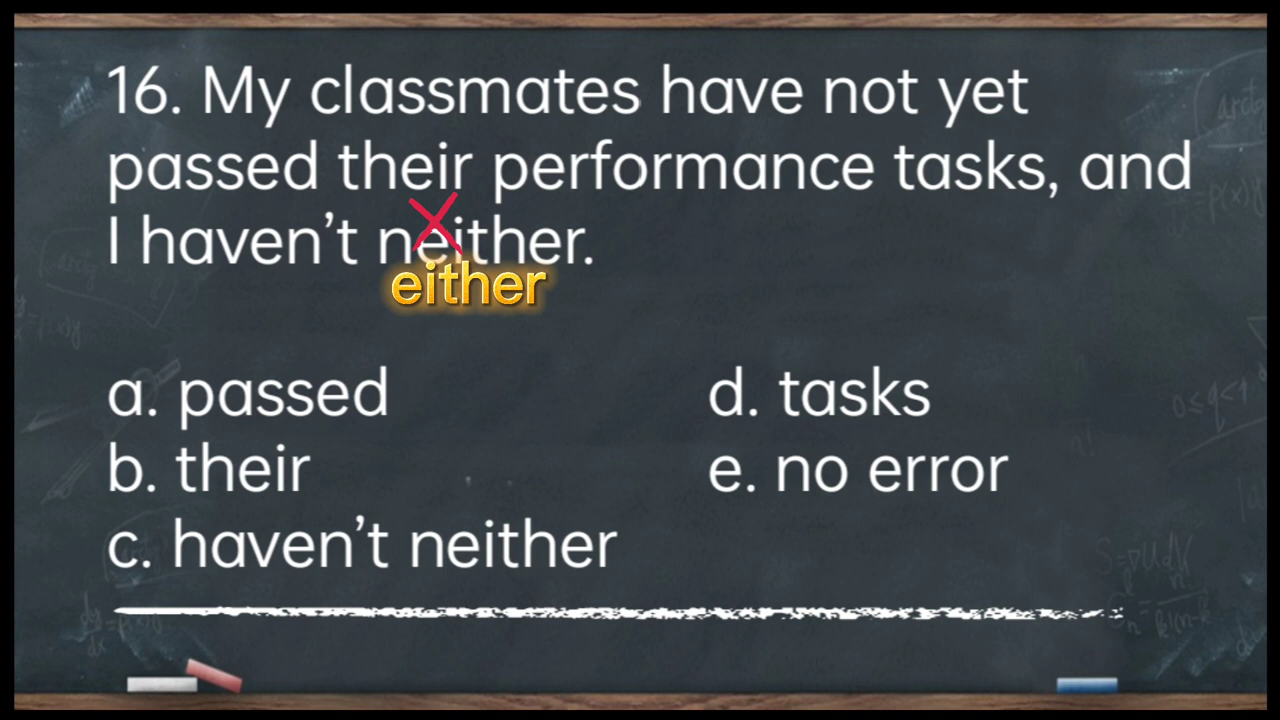 16. My classmates have not yet
passed their performance tasks, and
I haven't neither.
either
a. passed
d. tasks
b. their
e. no error
c. haven't neither